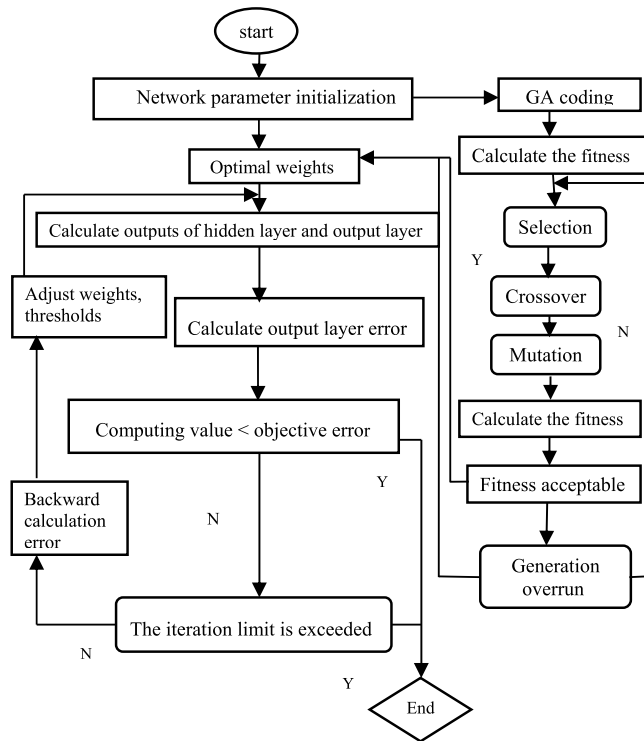 start
Network parameter initialization
GA coding
Optimal weights
Calculate the fitness
Calculate outputs of hidden layer and output layer
Selection
Y
Adjust weights,
thresholds
Crossover
Calculate output layer error
N
Mutation
Computing value < objective error
Calculate the fitness
Y
Fitness acceptable
Backward
calculation
error
N
Generation
overrun
The iteration limit is exceeded
N
Y
End